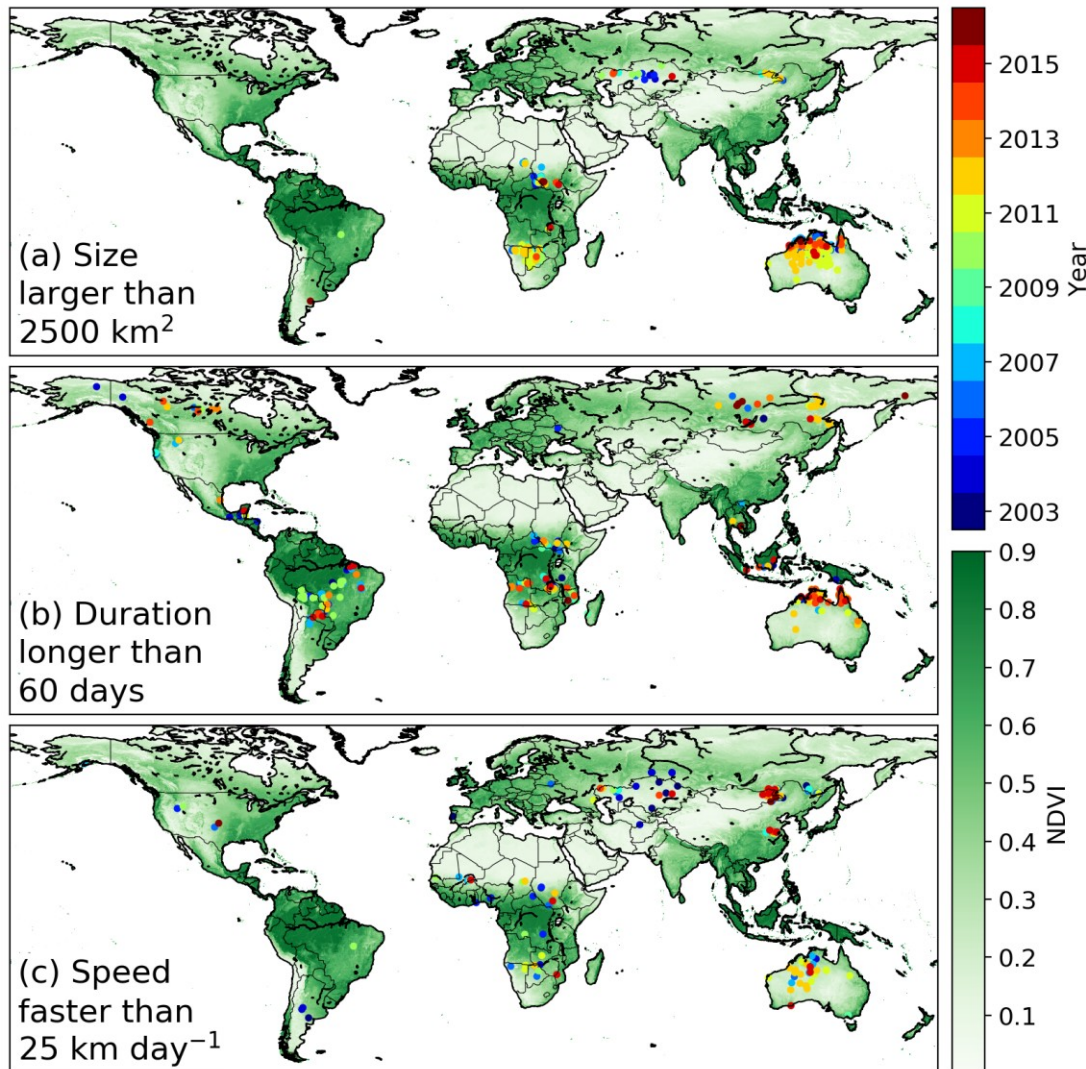 (a) Size
larger than
2500 km²
(b) Duration
longer than
60 days
(c) Speed
faster than
25 km day⁻¹
2015
2013
2011
2009
2007
2005
2003
Year
0.9
0.8
0.7
0.6
0.5
0.4
0.3
0.2
0.1
NDVI